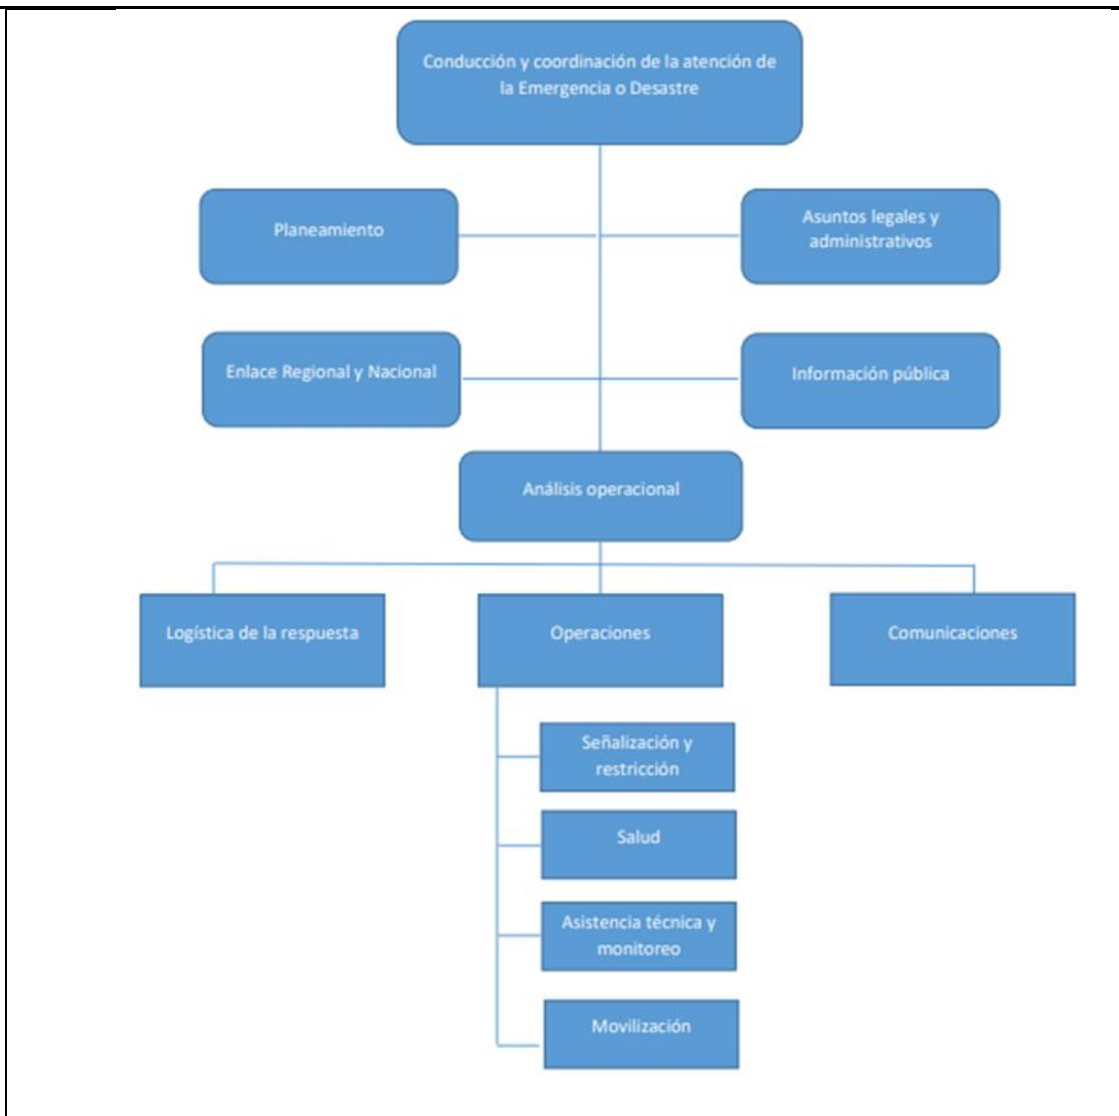 Conducción y coordinación de la atención de
la Emergencia o Desastre
Planeamiento
Asuntos legales y
administrativos
Enlace Regional y Nacional
Información pública
Análisis operacional
Logística de la respuesta
Operaciones
Comunicaciones
Señalización y
restricción
Salud
Asistencia técnica y
monitoreo
Movilización